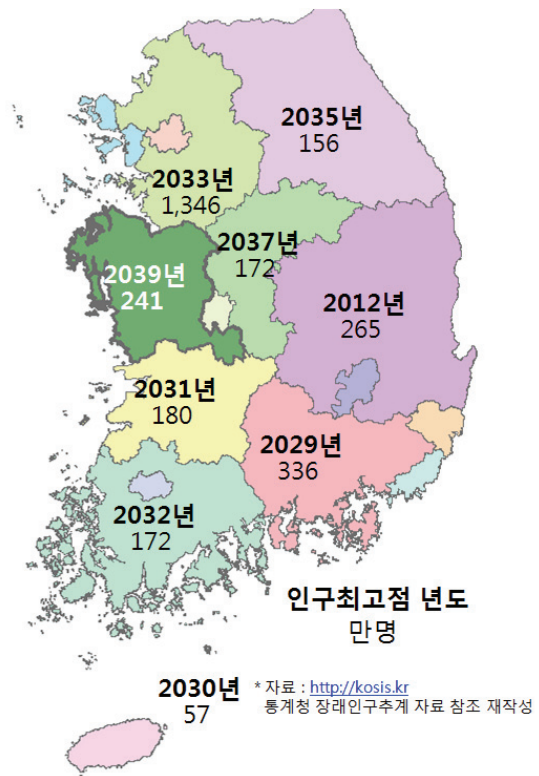 2035년
156
2033년
1,346
2037년
172
2039년
241
2012년
265
2031년
180
2029년
336
2032년
172
인구최고점 년도
만명
2030년
57
* 자료 : http://kosis.kr
통계청 장래인구추계 자료 참조 재작성